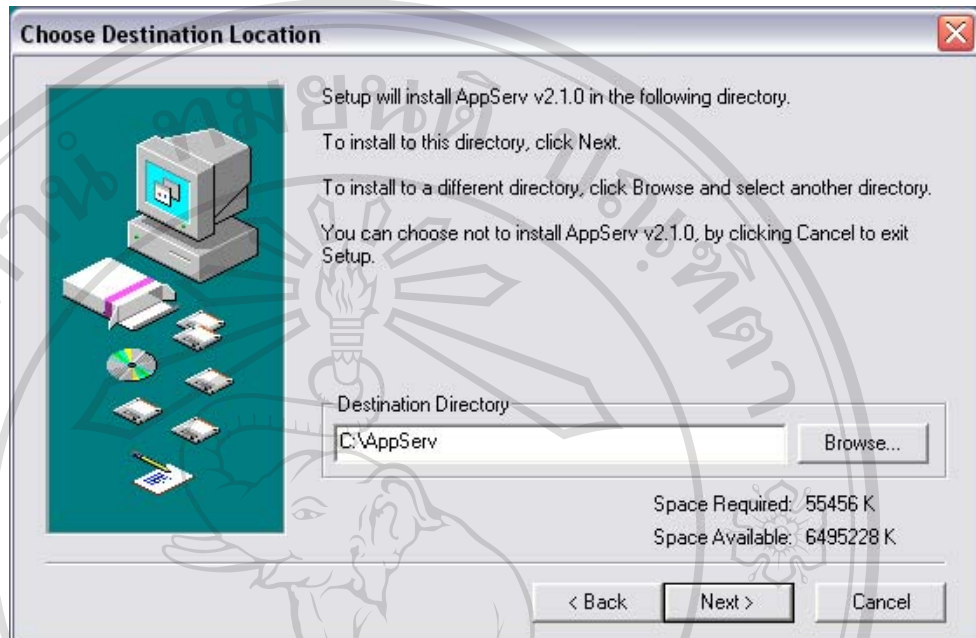 Choose Destination Location
Setup will install AppServ v2.1.0 in the following directory.
To install to this directory, click Next.
To install to a different directory, click Browse and select another directory.
You can choose not to install AppServ v2.1.0, by clicking Cancel to exit
Setup.
Destination Directory
C:\AppServ
Browse...
Space Required: 55456 K
Space Available: 6495228 K
< Back
Next >
Cancel